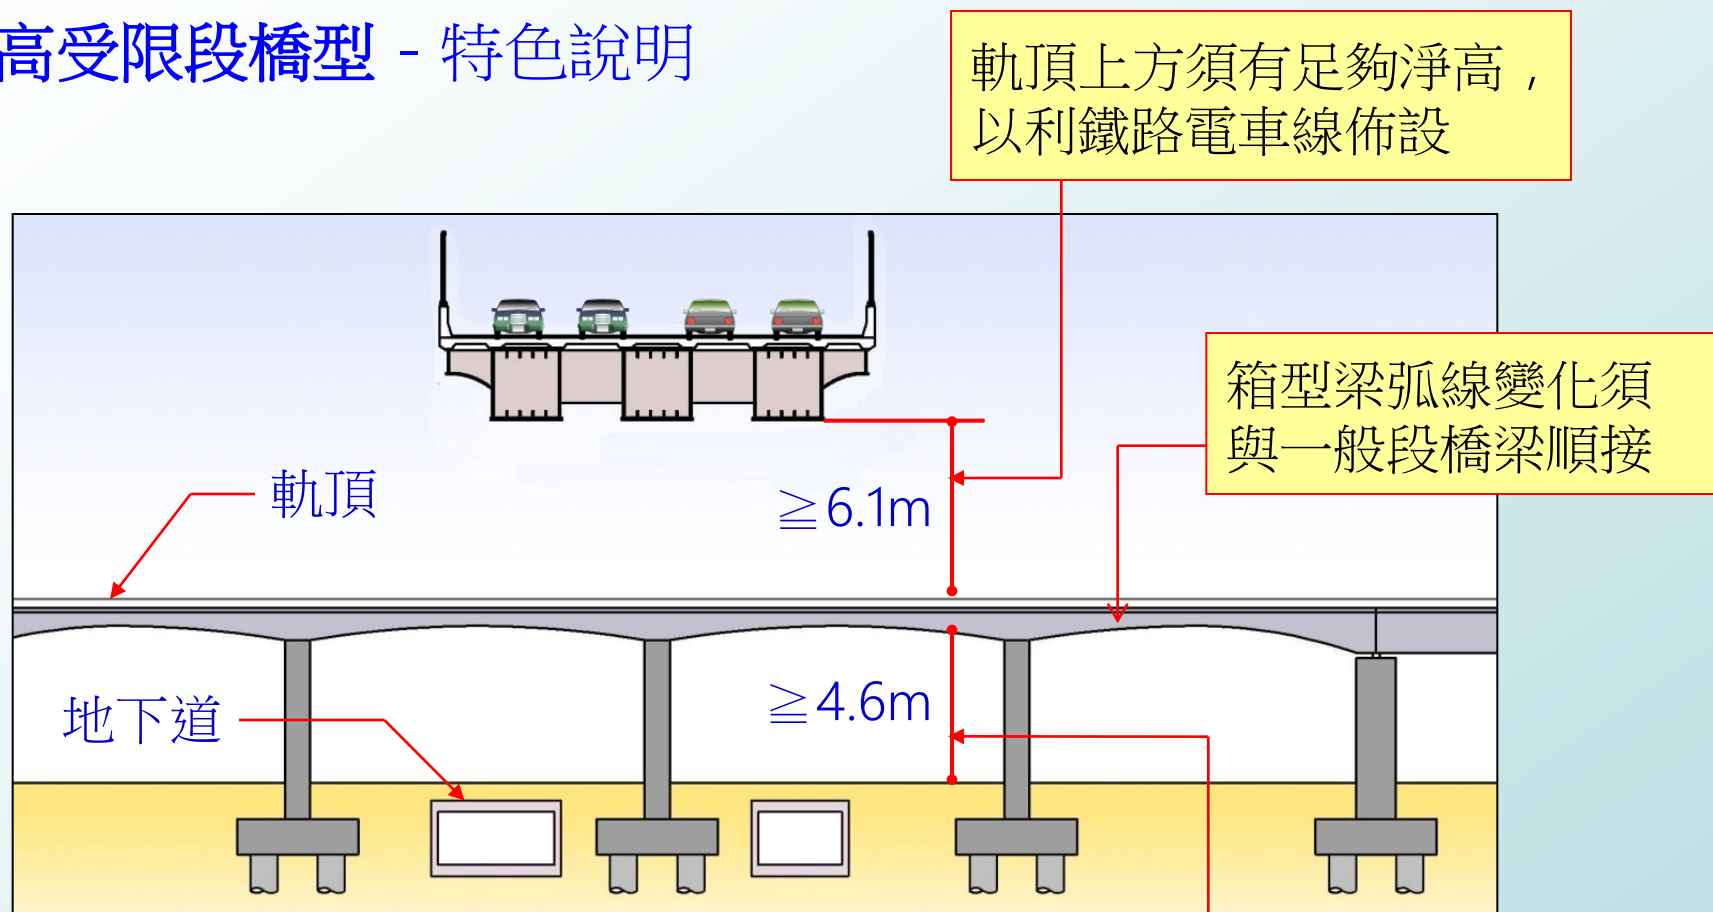 高受限段橋型 - 特色說明
軌頂上方須有足夠淨高，
以利鐵路電車線佈設
箱型梁弧線變化須
與一般段橋梁順接
軌頂
≧6.1m
≧4.6m
地下道